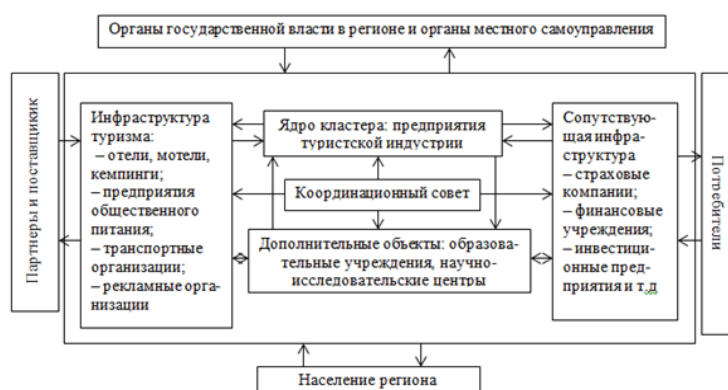 Органы государственной власти в регионе и органы местного самоуправления
Партнеры и поставщикик
Инфраструктура
туризма:
– отели, мотели,
кемпинги;
– предприятия
общественного
питания;
– транспортные
организации;
– рекламные орга-
низации
Ядро кластера: предприятия
туристской индустрии
Координационный совет
Дополнительные объекты: образова-
тельные учреждения, научно-
исследовательские центры
Сопутствую-
щая инфра-
структура
– страховые
компании;
– финансовые
учреждения;
– инвестици-
онные пред-
приятия и т.д
Потребители
Население региона